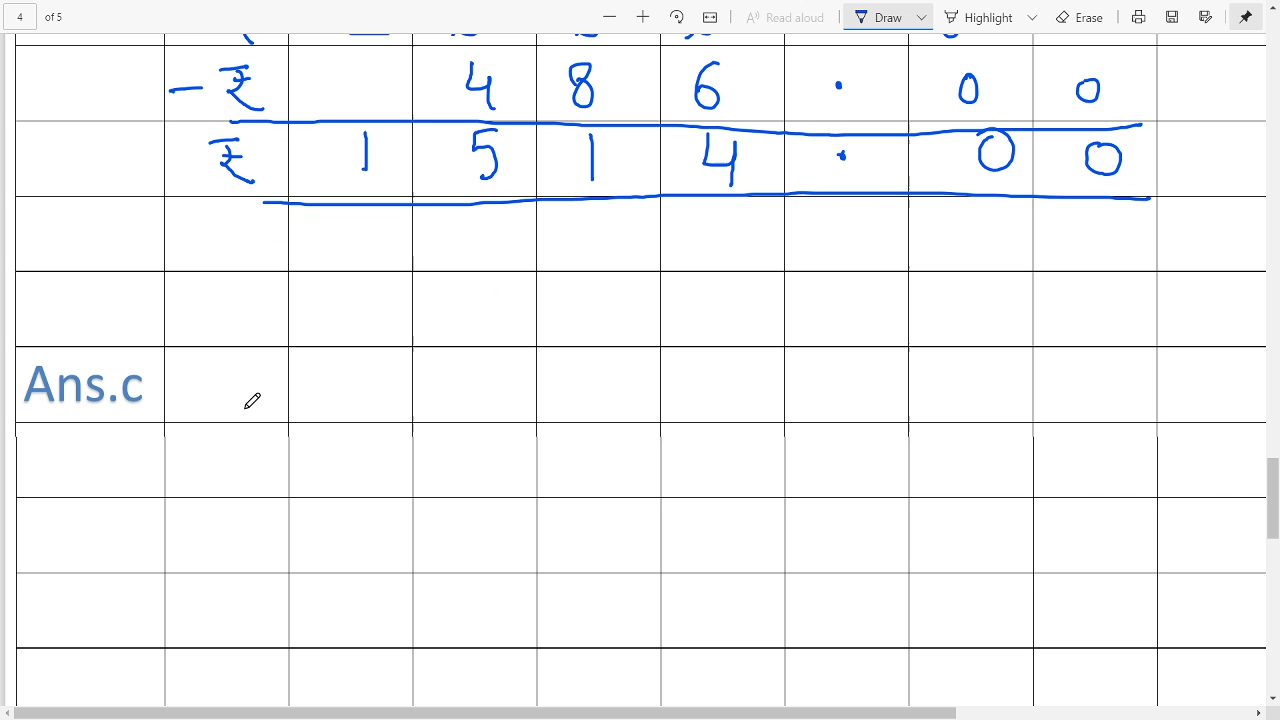 4 of 5 Read aloud Draw Highlight Erase
− ₹ 4 8 6 . 0 0
₹ 1 5 1 4 . 0 0
Ans.c